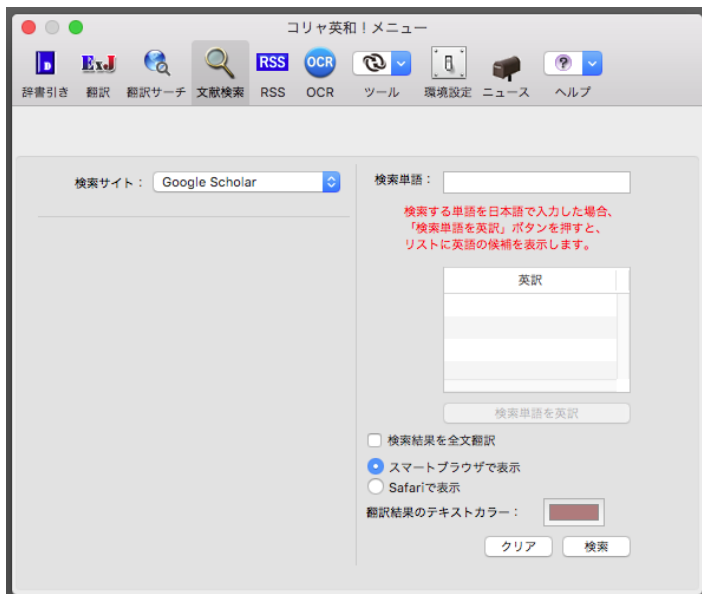 コリャ英和！メニュー
辞書引き
ExJ
翻訳
翻訳サーチ
文献検索
RSS
RSS
OCR
OCR
ツール
環境設定
ニュース
?
ヘルプ
検索サイト：
Google Scholar
検索単語：
検索する単語を日本語で入力した場合、
「検索単語を英訳」ボタンを押すと、
リストに英語の候補を表示します。
英訳
検索単語を英訳
検索結果を全文翻訳
スマートブラウザで表示
Safariで表示
翻訳結果のテキストカラー：
クリア
検索